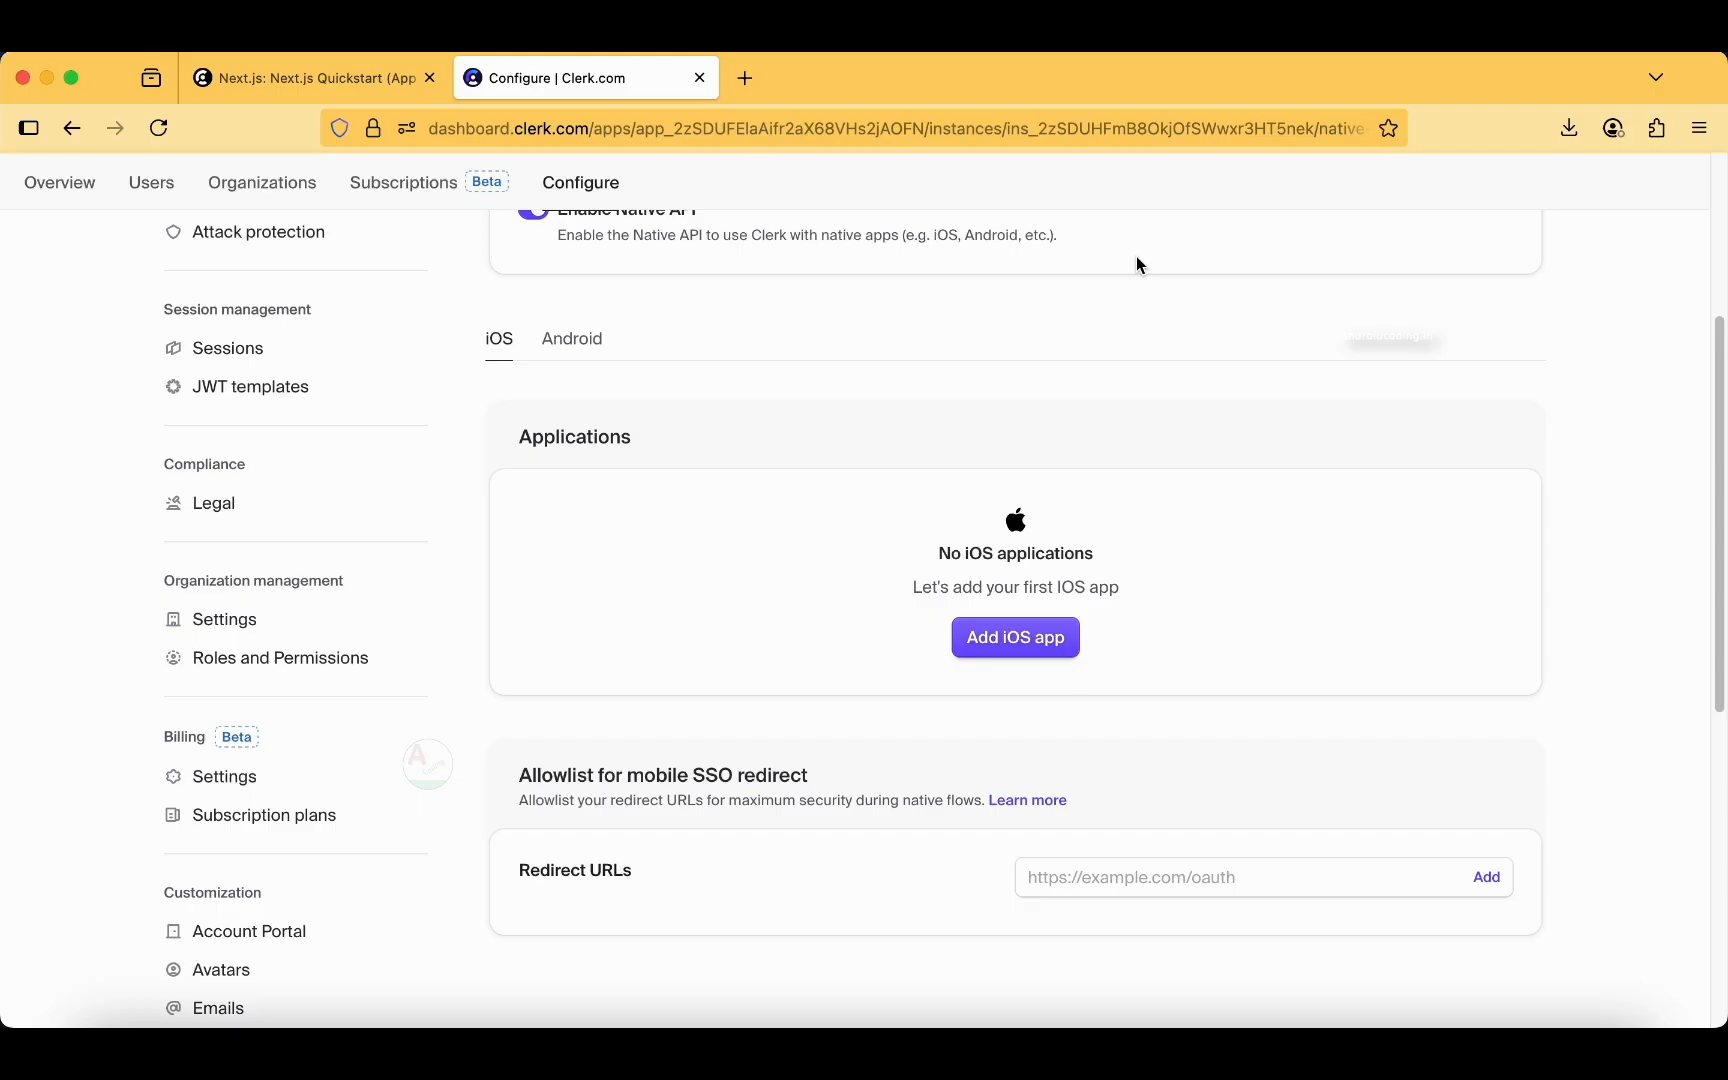 Next.js: Next.js Quickstart (App
Configure | Clerk.com
dashboard.clerk.com/apps/app_2zSDUFElaAifr2aX68VHs2jAOFN/instances/ins_2zSDUHFmB8OkjOfSWwxr3HT5nek/native-
Overview
Users
Organizations
Subscriptions
Beta
Configure
Attack protection
Session management
Sessions
JWT templates
Compliance
Legal
Organization management
Settings
Roles and Permissions
Billing
Beta
Settings
Subscription plans
Customization
Account Portal
Avatars
@ Emails
Enable Native API
Enable the Native API to use Clerk with native apps (e.g. iOS, Android, etc.).
iOS
Android
Applications
No iOS applications
Let's add your first IOS app
Add iOS app
Allowlist for mobile SSO redirect
Allowlist your redirect URLs for maximum security during native flows. Learn more
Redirect URLs
https://example.com/oauth
Add